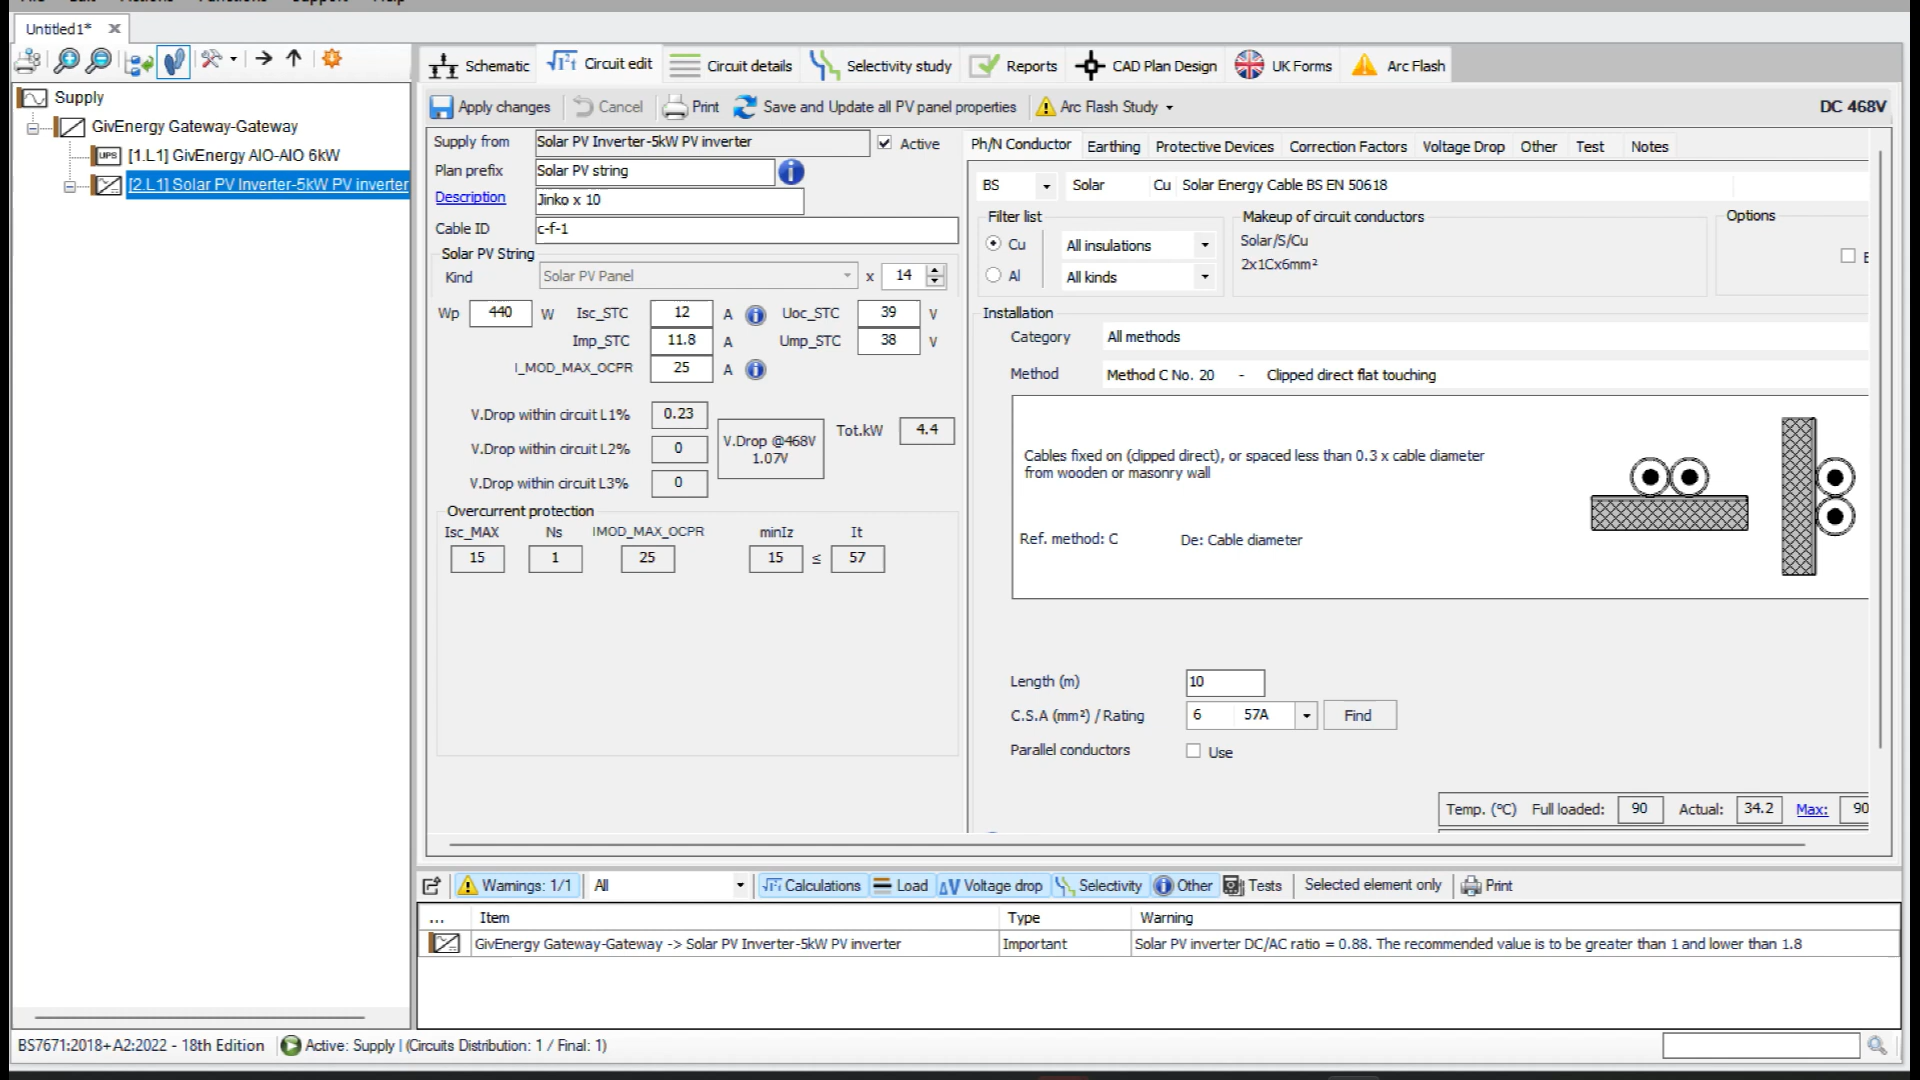 Untitled1*
Supply
GivEnergy Gateway-Gateway
UPS [1.L1] GivEnergy AIO-AIO 6kW
[2.L1] Solar PV Inverter-5kW PV inverter
Schematic Circuit edit Circuit details Selectivity study Reports CAD Plan Design UK Forms Arc Flash
Apply changes Cancel Print Save and Update all PV panel properties Arc Flash Study DC 468V
Supply from Solar PV Inverter-5kW PV inverter Active
Plan prefix Solar PV string
Description Jinko x 10
Cable ID c-f-1
Solar PV String
Kind Solar PV Panel x 14
Wp 440 W Isc_STC 12 A Uoc_STC 39 V
Imp_STC 11.8 A Ump_STC 38 V
I_MOD_MAX_OCPR 25 A
V.Drop within circuit L1% 0.23
V.Drop within circuit L2% 0
V.Drop within circuit L3% 0
V.Drop @468V
1.07V
Tot.kW 4.4
Overcurrent protection
Isc_MAX Ns IMOD_MAX_OCPR minIz It
15 1 25 15 ≤ 57
Ph/N Conductor Earthing Protective Devices Correction Factors Voltage Drop Other Test Notes
BS Solar Cu Solar Energy Cable BS EN 50618
Filter list Makeup of circuit conductors Options
Cu All insulations Solar/S/Cu
Al All kinds 2x1Cx6mm²
Installation
Category All methods
Method Method C No. 20 - Clipped direct flat touching
Cables fixed on (clipped direct), or spaced less than 0.3 x cable diameter
from wooden or masonry wall
Ref. method: C De: Cable diameter
Length (m) 10
C.S.A (mm²) / Rating 6 57A Find
Parallel conductors Use
Temp. (°C) Full loaded: 90 Actual: 34.2 Max: 90
Warnings: 1/1 All Calculations Load Voltage drop Selectivity Other Tests Selected element only Print
... Item Type Warning
GivEnergy Gateway-Gateway -> Solar PV Inverter-5kW PV inverter Important Solar PV inverter DC/AC ratio = 0.88. The recommended value is to be greater than 1 and lower than 1.8
BS7671:2018+A2:2022 - 18th Edition Active: Supply | (Circuits Distribution: 1 / Final: 1)